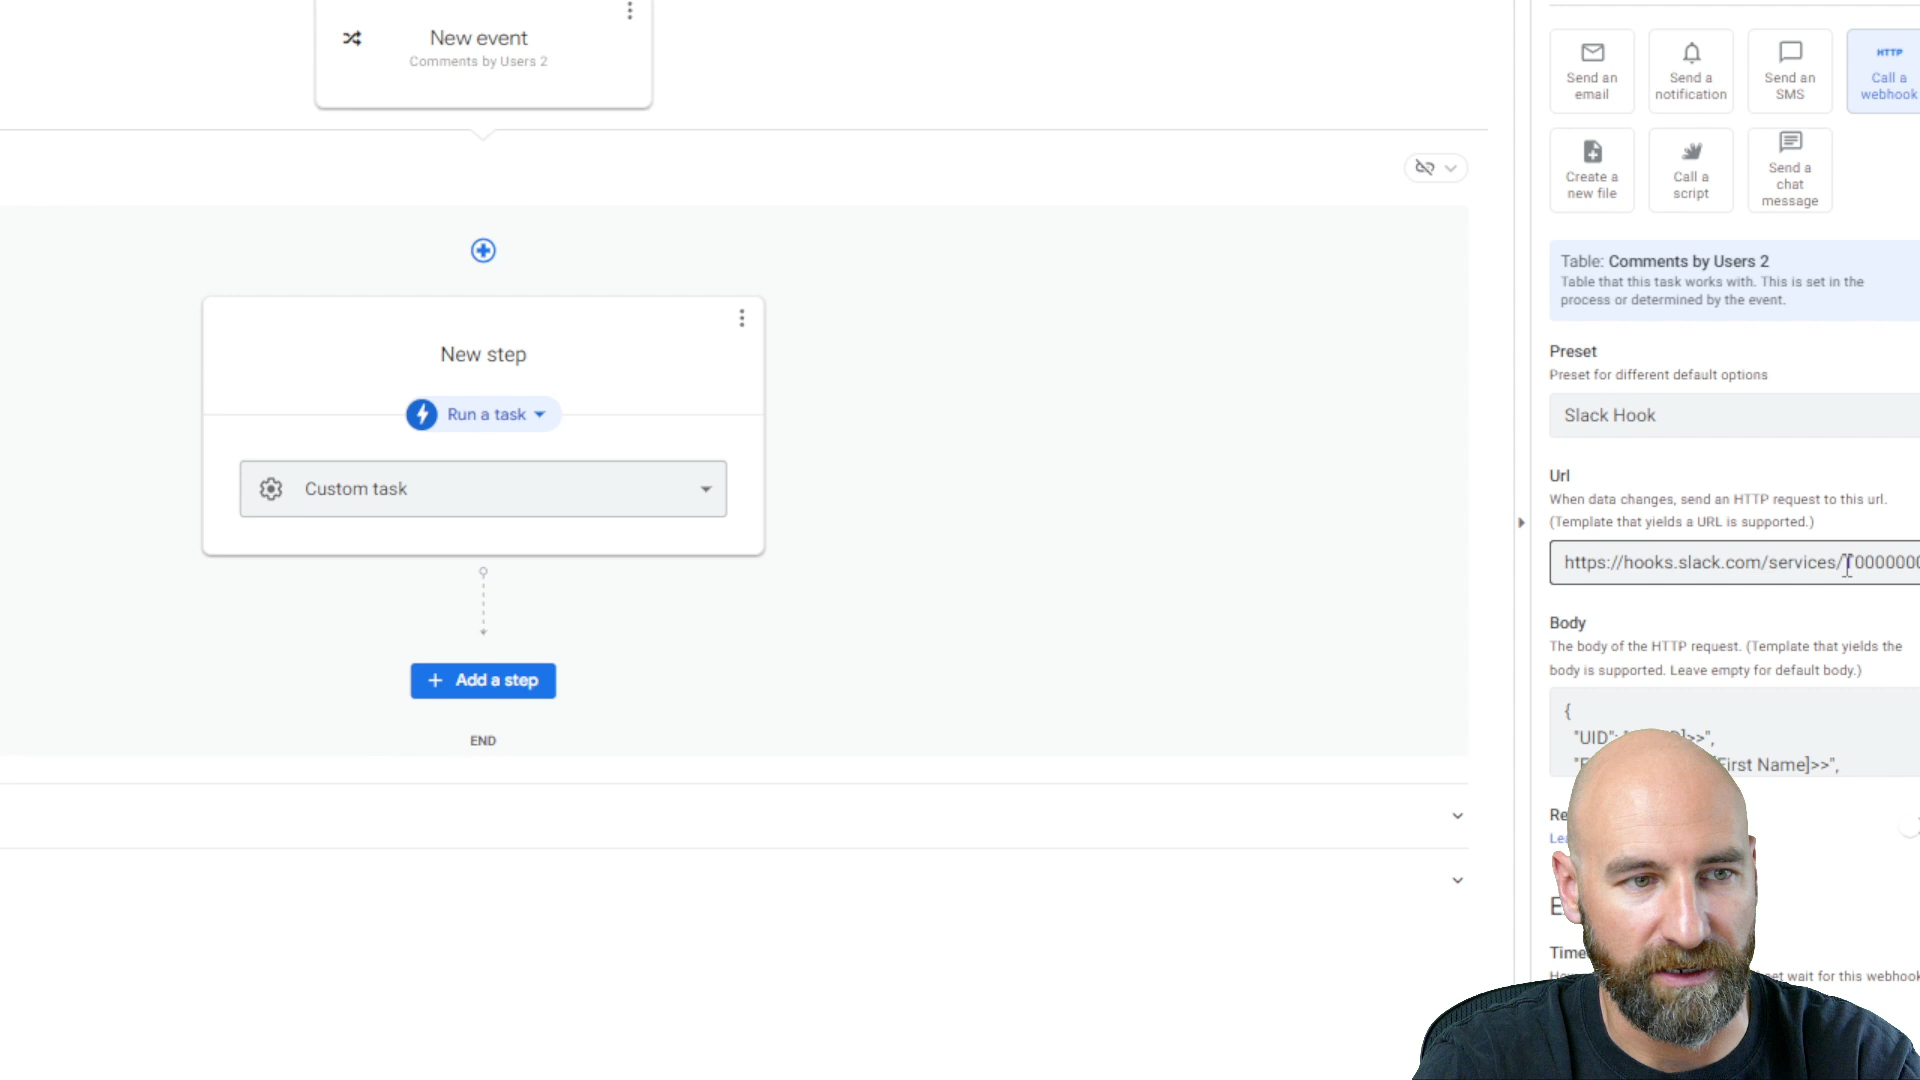 New event
Comments by Users 2
New step
Run a task
Custom task
Add a step
END
Send an
email
Send a
notification
Send an
SMS
HTTP
Call a
webhook
Create a
new file
Call a
script
Send a
chat
message
Table: Comments by Users 2
Table that this task works with. This is set in the
process or determined by the event.
Preset
Preset for different default options
Slack Hook
Url
When data changes, send an HTTP request to this url.
(Template that yields a URL is supported.)
https://hooks.slack.com/services/T0000000
Body
The body of the HTTP request. (Template that yields the
body is supported. Leave empty for default body.)
{
"UID":
First Name]>>",
Time
wait for this webhook